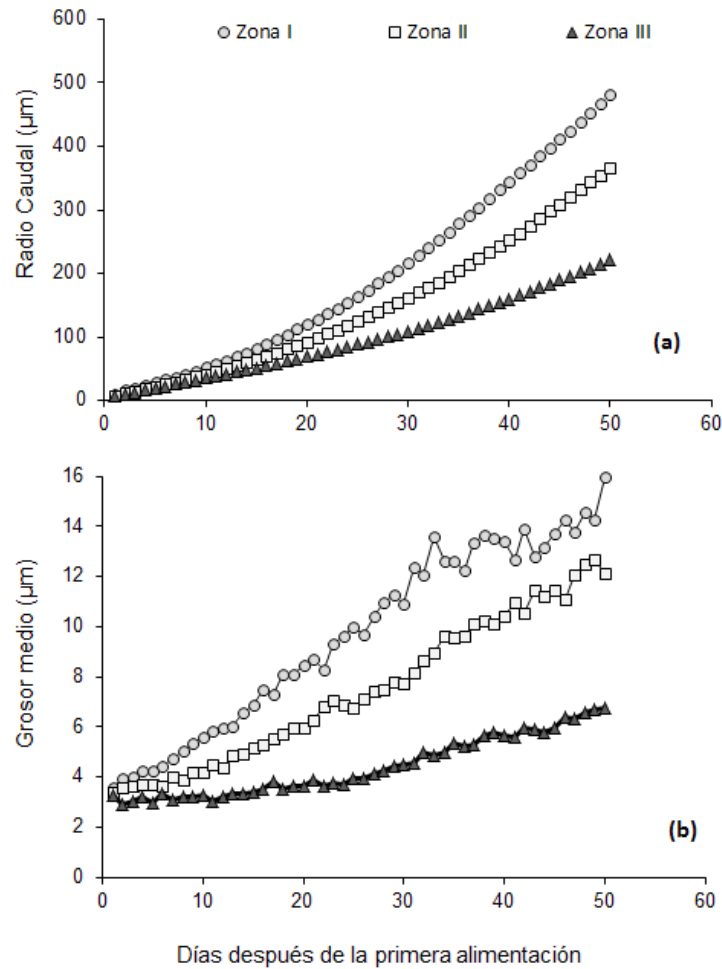 600
Zona I Zona II Zona III
500
400
300
200
100
0
Radio Caudal (µm)
(a)
0 10 20 30 40 50 60
16
14
12
10
8
6
4
2
0
Grosor medio (µm)
(b)
0 10 20 30 40 50 60
Días después de la primera alimentación